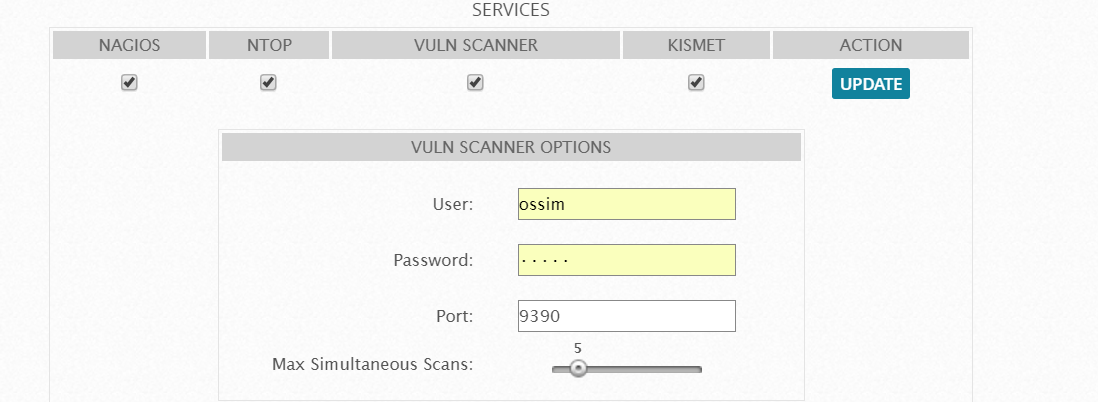 SERVICES
NAGIOS NTOP VULN SCANNER KISMET ACTION
UPDATE
VULN SCANNER OPTIONS
User: ossim
Password: ·····
Port: 9390
5
Max Simultaneous Scans: